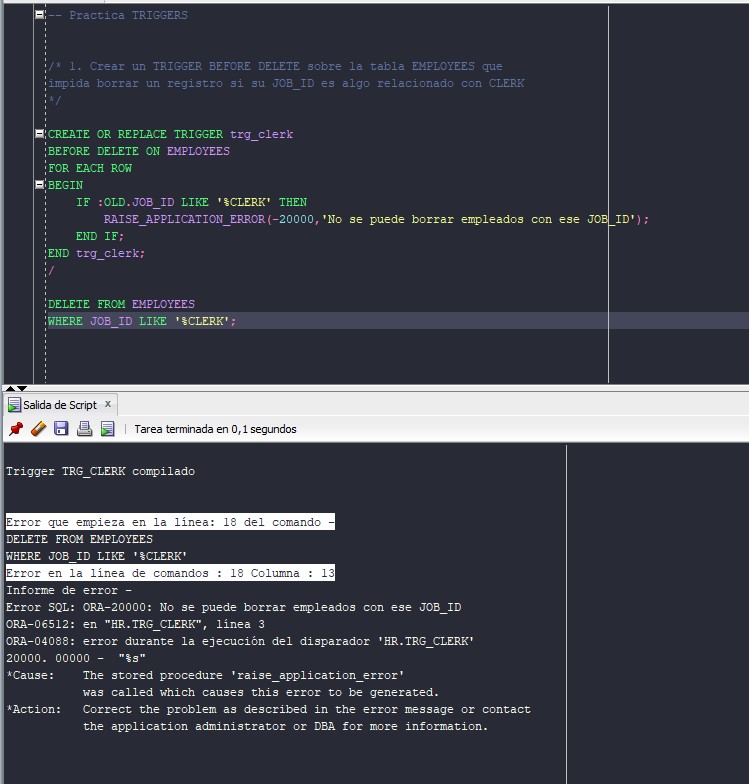 -- Practica TRIGGERS
/* 1. Crear un TRIGGER BEFORE DELETE sobre la tabla EMPLOYEES que
impida borrar un registro si su JOB_ID es algo relacionado con CLERK
*/
CREATE OR REPLACE TRIGGER trg_clerk
BEFORE DELETE ON EMPLOYEES
FOR EACH ROW
BEGIN
IF :OLD.JOB_ID LIKE '%CLERK' THEN
RAISE_APPLICATION_ERROR(-20000,'No se puede borrar empleados con ese JOB_ID');
END IF;
END trg_clerk;
/
DELETE FROM EMPLOYEES
WHERE JOB_ID LIKE '%CLERK';
Salida de Script x
Tarea terminada en 0,1 segundos
Trigger TRG_CLERK compilado
Error que empieza en la línea: 18 del comando -
DELETE FROM EMPLOYEES
WHERE JOB_ID LIKE '%CLERK'
Error en la línea de comandos : 18 Columna : 13
Informe de error -
Error SQL: ORA-20000: No se puede borrar empleados con ese JOB_ID
ORA-06512: en "HR.TRG_CLERK", línea 3
ORA-04088: error durante la ejecución del disparador 'HR.TRG_CLERK'
20000. 00000 -  "%s"
*Cause:    The stored procedure 'raise_application_error'
was called which causes this error to be generated.
*Action:   Correct the problem as described in the error message or contact
the application administrator or DBA for more information.